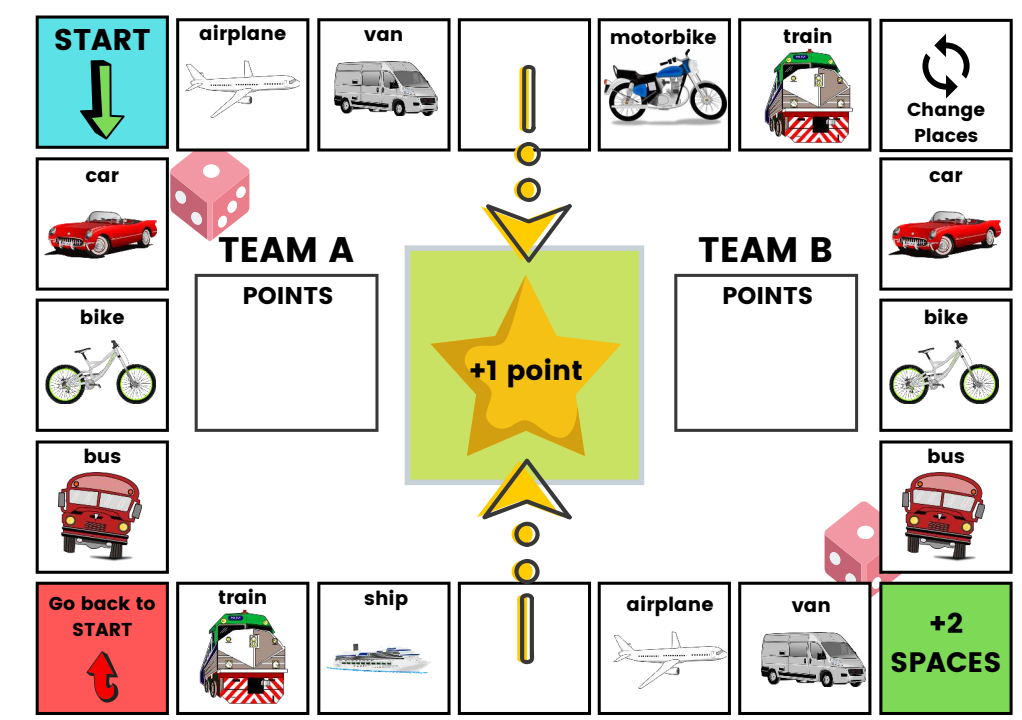 START
airplane
van
motorbike
train
Change
Places
car
car
TEAM A
TEAM B
POINTS
POINTS
bike
+1 point
bike
bus
bus
Go back to
START
train
ship
airplane
van
+2
SPACES